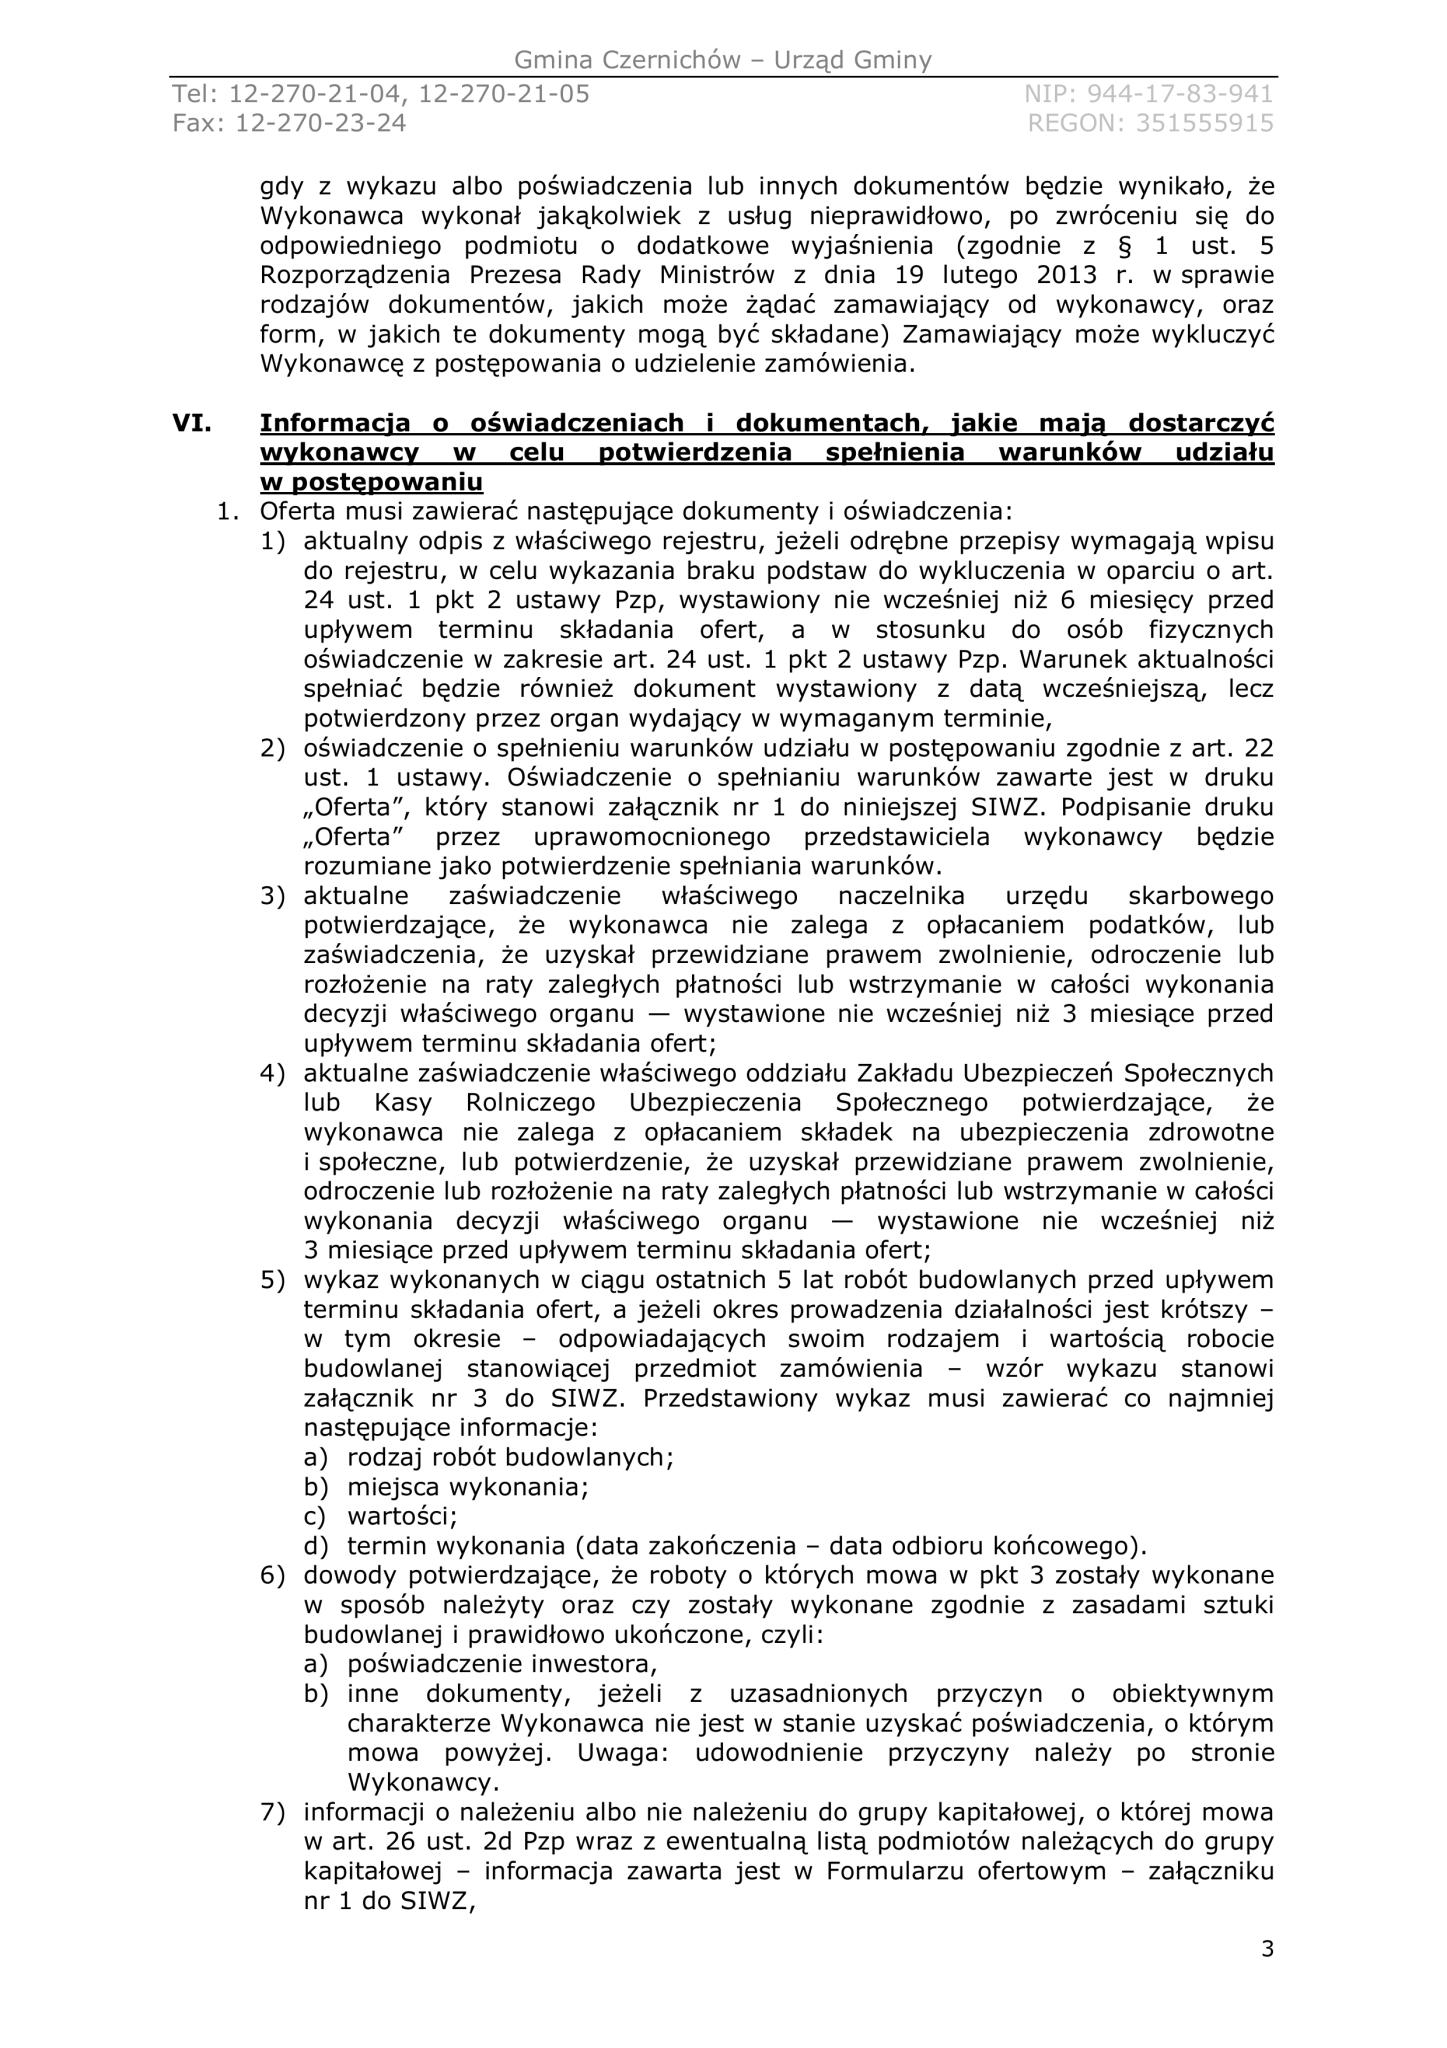 Gmina Czernichów – Urząd Gminy
Tel: 12-270-21-04, 12-270-21-05 NIP: 944-17-83-941
Fax: 12-270-23-24 REGON: 351555915
gdy z wykazu albo poświadczenia lub innych dokumentów będzie wynikało, że
Wykonawca wykonał jakąkolwiek z usług nieprawidłowo, po zwróceniu się do
odpowiedniego podmiotu o dodatkowe wyjaśnienia (zgodnie z § 1 ust. 5
Rozporządzenia Prezesa Rady Ministrów z dnia 19 lutego 2013 r. w sprawie
rodzajów dokumentów, jakich może żądać zamawiający od wykonawcy, oraz
form, w jakich te dokumenty mogą być składane) Zamawiający może wykluczyć
Wykonawcę z postępowania o udzielenie zamówienia.
VI. Informacja o oświadczeniach i dokumentach, jakie mają dostarczyć
wykonawcy w celu potwierdzenia spełnienia warunków udziału
w postępowaniu
1. Oferta musi zawierać następujące dokumenty i oświadczenia:
1) aktualny odpis z właściwego rejestru, jeżeli odrębne przepisy wymagają wpisu
do rejestru, w celu wykazania braku podstaw do wykluczenia w oparciu o art.
24 ust. 1 pkt 2 ustawy Pzp, wystawiony nie wcześniej niż 6 miesięcy przed
upływem terminu składania ofert, a w stosunku do osób fizycznych
oświadczenie w zakresie art. 24 ust. 1 pkt 2 ustawy Pzp. Warunek aktualności
spełniać będzie również dokument wystawiony z datą wcześniejszą, lecz
potwierdzony przez organ wydający w wymaganym terminie,
2) oświadczenie o spełnieniu warunków udziału w postępowaniu zgodnie z art. 22
ust. 1 ustawy. Oświadczenie o spełnianiu warunków zawarte jest w druku
„Oferta”, który stanowi załącznik nr 1 do niniejszej SIWZ. Podpisanie druku
„Oferta” przez uprawomocnionego przedstawiciela wykonawcy będzie
rozumiane jako potwierdzenie spełniania warunków.
3) aktualne zaświadczenie właściwego naczelnika urzędu skarbowego
potwierdzające, że wykonawca nie zalega z opłacaniem podatków, lub
zaświadczenia, że uzyskał przewidziane prawem zwolnienie, odroczenie lub
rozłożenie na raty zaległych płatności lub wstrzymanie w całości wykonania
decyzji właściwego organu — wystawione nie wcześniej niż 3 miesiące przed
upływem terminu składania ofert;
4) aktualne zaświadczenie właściwego oddziału Zakładu Ubezpieczeń Społecznych
lub Kasy Rolniczego Ubezpieczenia Społecznego potwierdzające, że
wykonawca nie zalega z opłacaniem składek na ubezpieczenia zdrowotne
i społeczne, lub potwierdzenie, że uzyskał przewidziane prawem zwolnienie,
odroczenie lub rozłożenie na raty zaległych płatności lub wstrzymanie w całości
wykonania decyzji właściwego organu — wystawione nie wcześniej niż
3 miesiące przed upływem terminu składania ofert;
5) wykaz wykonanych w ciągu ostatnich 5 lat robót budowlanych przed upływem
terminu składania ofert, a jeżeli okres prowadzenia działalności jest krótszy –
w tym okresie – odpowiadających swoim rodzajem i wartością robocie
budowlanej stanowiącej przedmiot zamówienia – wzór wykazu stanowi
załącznik nr 3 do SIWZ. Przedstawiony wykaz musi zawierać co najmniej
następujące informacje:
a) rodzaj robót budowlanych;
b) miejsca wykonania;
c) wartości;
d) termin wykonania (data zakończenia – data odbioru końcowego).
6) dowody potwierdzające, że roboty o których mowa w pkt 3 zostały wykonane
w sposób należyty oraz czy zostały wykonane zgodnie z zasadami sztuki
budowlanej i prawidłowo ukończone, czyli:
a) poświadczenie inwestora,
b) inne dokumenty, jeżeli z uzasadnionych przyczyn o obiektywnym
charakterze Wykonawca nie jest w stanie uzyskać poświadczenia, o którym
mowa powyżej. Uwaga: udowodnienie przyczyny należy po stronie
Wykonawcy.
7) informacji o należeniu albo nie należeniu do grupy kapitałowej, o której mowa
w art. 26 ust. 2d Pzp wraz z ewentualną listą podmiotów należących do grupy
kapitałowej – informacja zawarta jest w Formularzu ofertowym – załączniku
nr 1 do SIWZ,
3